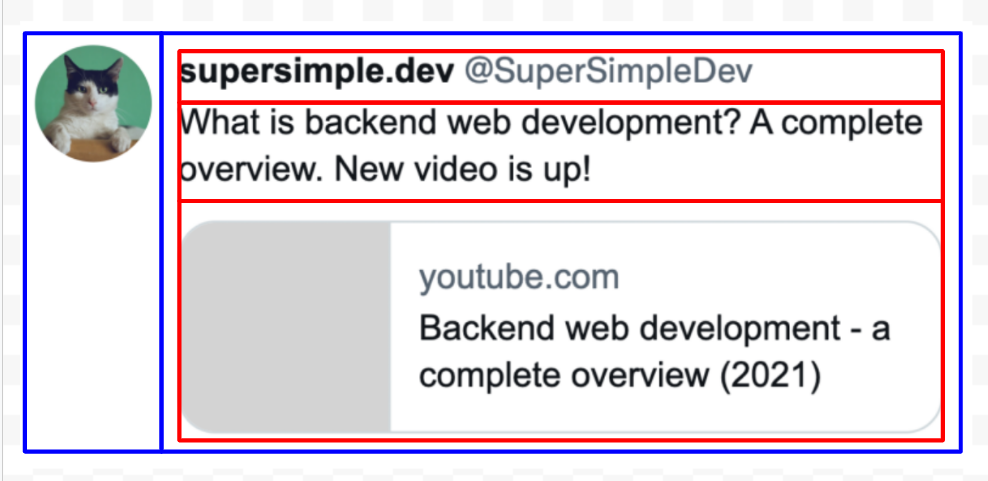 supersimple.dev @SuperSimpleDev
What is backend web development? A complete
overview. New video is up!
youtube.com
Backend web development - a
complete overview (2021)